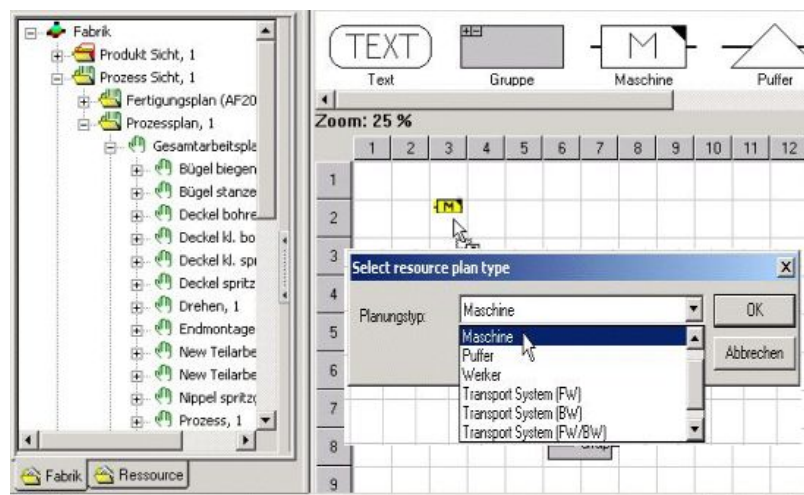 Fabrik
Produkt Sicht, 1
Prozess Sicht, 1
Fertigungsplan (AF20
Prozessplan, 1
Gesamtarbeitspla
Bügel biegen
Bügel stanze
Deckel bohre
Deckel kl. bo
Deckel kl. spi
Deckel spritz
Drehen, 1
Endmontage
New Teilarbe
New Teilarbe
Nippel spritzg
Prozess, 1
Fabrik Ressource
TEXT M
Text Gruppe Maschine Puffer
Zoom: 25 %
1 2 3 4 5 6 7 8 9 10 11 12
1
2
M
3
4
5
6
7
8
9
Select resource plan type
Planungstyp: Maschine OK
Maschine
Puffer
Abbrechen
Werker
Transport System (FW)
Transport System (BW)
Transport System (FW/BW)